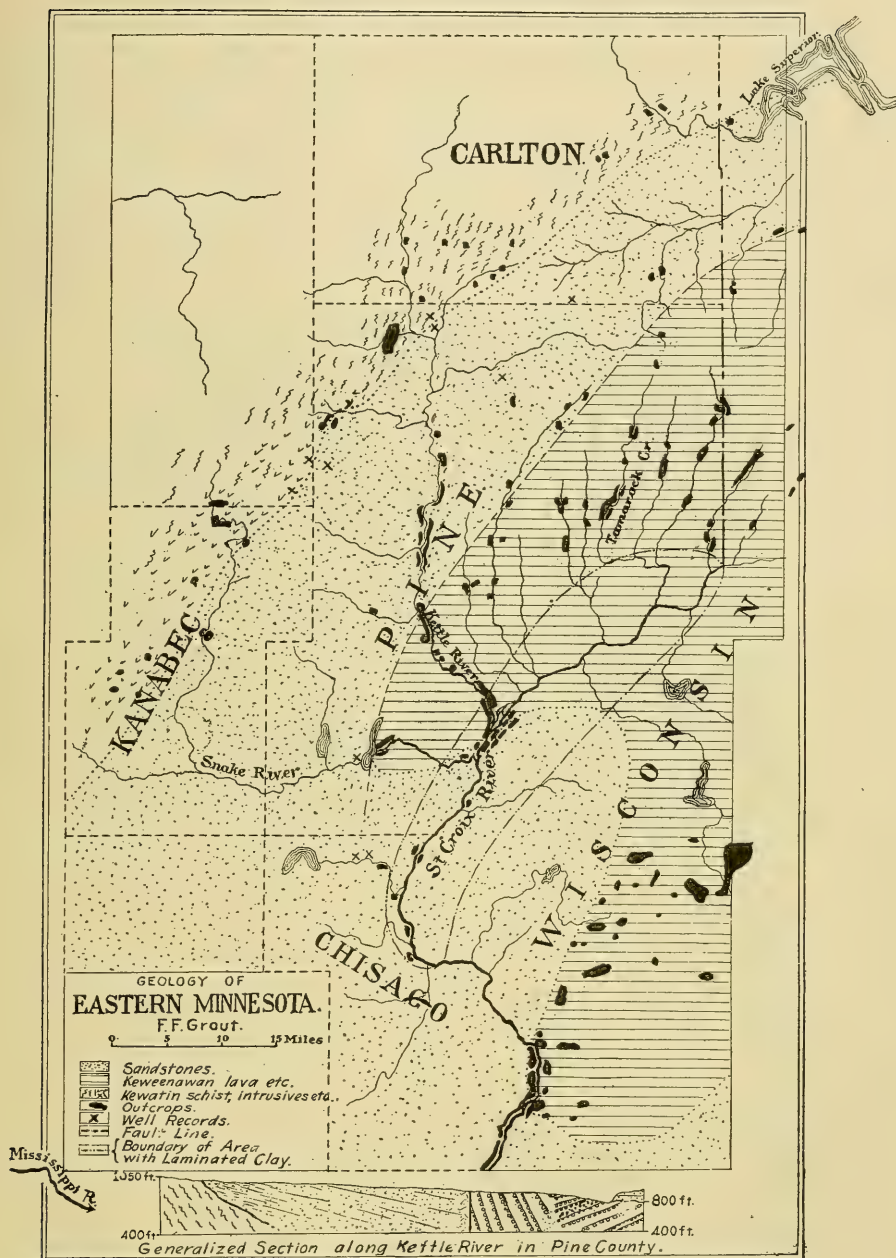 Lake Superior.
CARLTON.
PINE
Tamarack Cr.
Kettle River
KANABEC
Snake River
St Croix River
WISCONSIN
CHISAGO
GEOLOGY OF
EASTERN MINNESOTA.
F.F. Grout.
0 5 10 15 Miles
Sandstones.
Keweenawan lava etc.
Kewatin schist, intrusives etc.
Outcrops.
x Well Records.
Fault Line.
{ Boundary of Area
with Laminated Clay.
Mississippi R.
1350 ft.
800 ft.
400 ft
400 ft.
Generalized Section along Kettle River in Pine County.